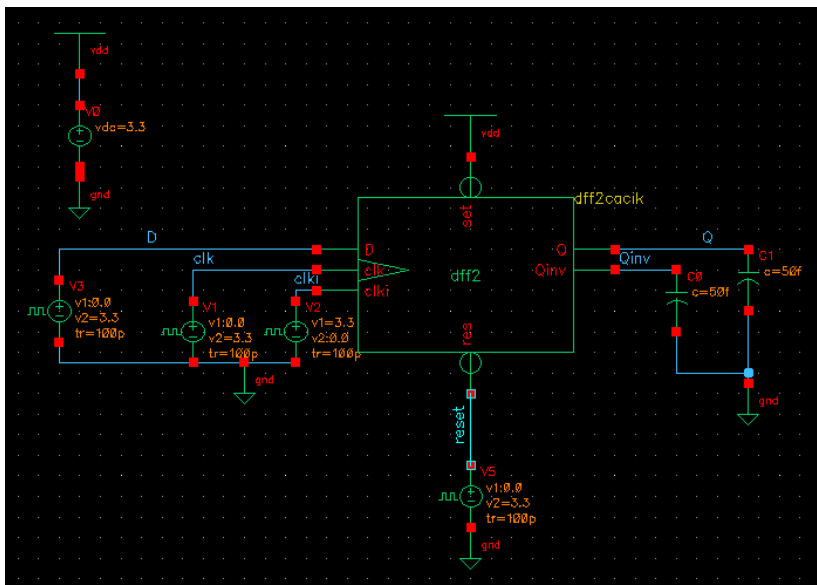 vdd
V0
vdc=3.3
gnd
vdd
set
dff2cacik
D
clk
clki
D
clk
clki
dff2
Q
Qinv
Q
Qinv
C1
c=50f
C0
c=50f
V3
v1:0.0
v2=3.3
tr=100p
V1
v1:0.0
v2=3.3
tr=100p
V2
v1=3.3
v2:0.0
tr=100p
gnd
res
reset
gnd
V5
v1:0.0
v2=3.3
tr=100p
gnd